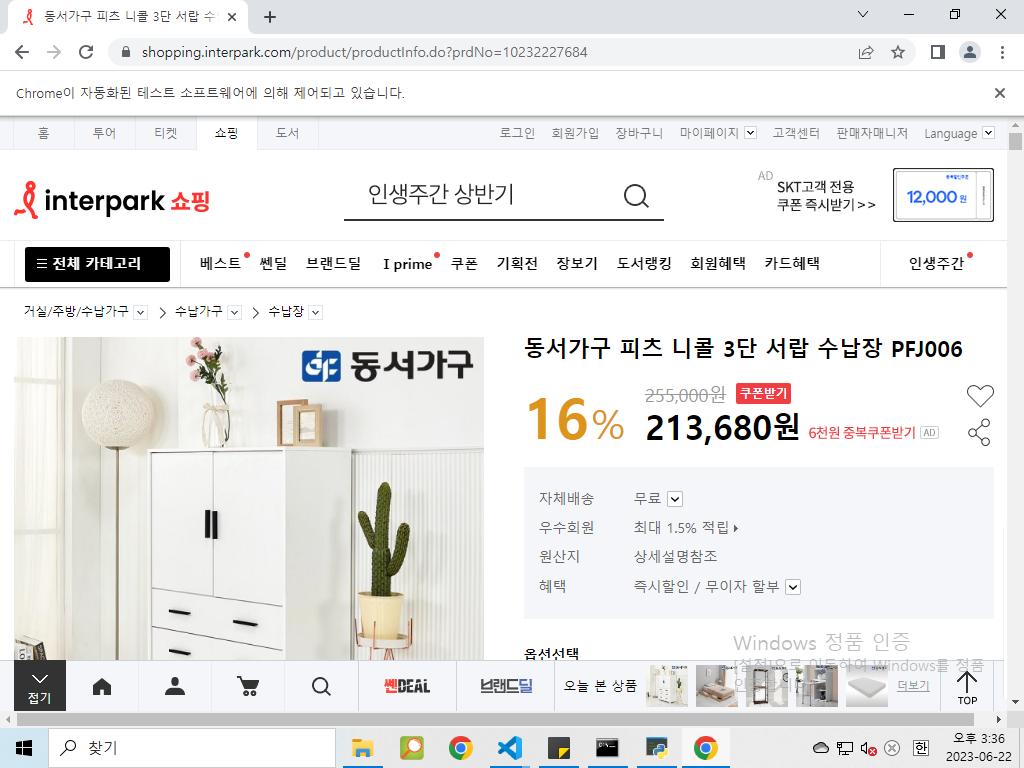 동서가구 피츠 니콜 3단 서랍 수
shopping.interpark.com/product/productInfo.do?prdNo=10232227684
Chrome이 자동화된 테스트 소프트웨어에 의해 제어되고 있습니다.
홈 투어 티켓 쇼핑 도서 로그인 회원가입 장바구니 마이페이지 고객센터 판매자매니저 Language
interpark 쇼핑
인생주간 상반기
AD
SKT고객 전용
쿠폰 즉시받기>>
12,000원
전체 카테고리 베스트 쎈딜 브랜드딜 I prime 쿠폰 기획전 장보기 도서랭킹 회원혜택 카드혜택 인생주간
거실/주방/수납가구 수납가구 수납장
동서가구
동서가구 피츠 니콜 3단 서랍 수납장 PFJ006
16%
255,000원 쿠폰받기
213,680원 6천원 중복쿠폰받기 AD
자체배송 무료
우수회원 최대 1.5% 적립
원산지 상세설명참조
혜택 즉시할인 / 무이자 할부
옵션선택
Windows 정품 인증
[설정]으로 이동하여 Windows를 정품
접기
쎈DEAL
브랜드딜
오늘 본 상품
더보기
TOP
찾기
한
오후 3:36
2023-06-22